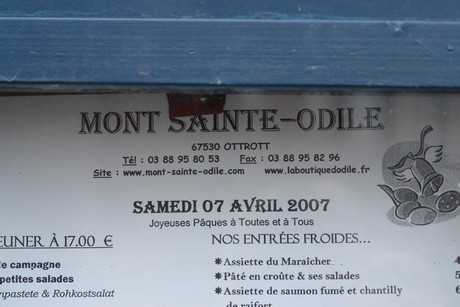 MONT SAINTE-ODILE
67530 OTTROTT
Tél : 03 88 95 80 53 Fax : 03 88 95 82 96
Site : www.mont-sainte-odile.com www.laboutiquedodile.fr
SAMEDI 07 AVRIL 2007
Joyeuses Pâques à Toutes et à Tous
EUNER À 17.00 €
e campagne
petites salades
npastete & Rohkostsalat
NOS ENTRÉES FROIDES...
*Assiette du Maraîcher
*Pâté en croûte & ses salades
*Assiette de saumon fumé et chantilly
de raifort